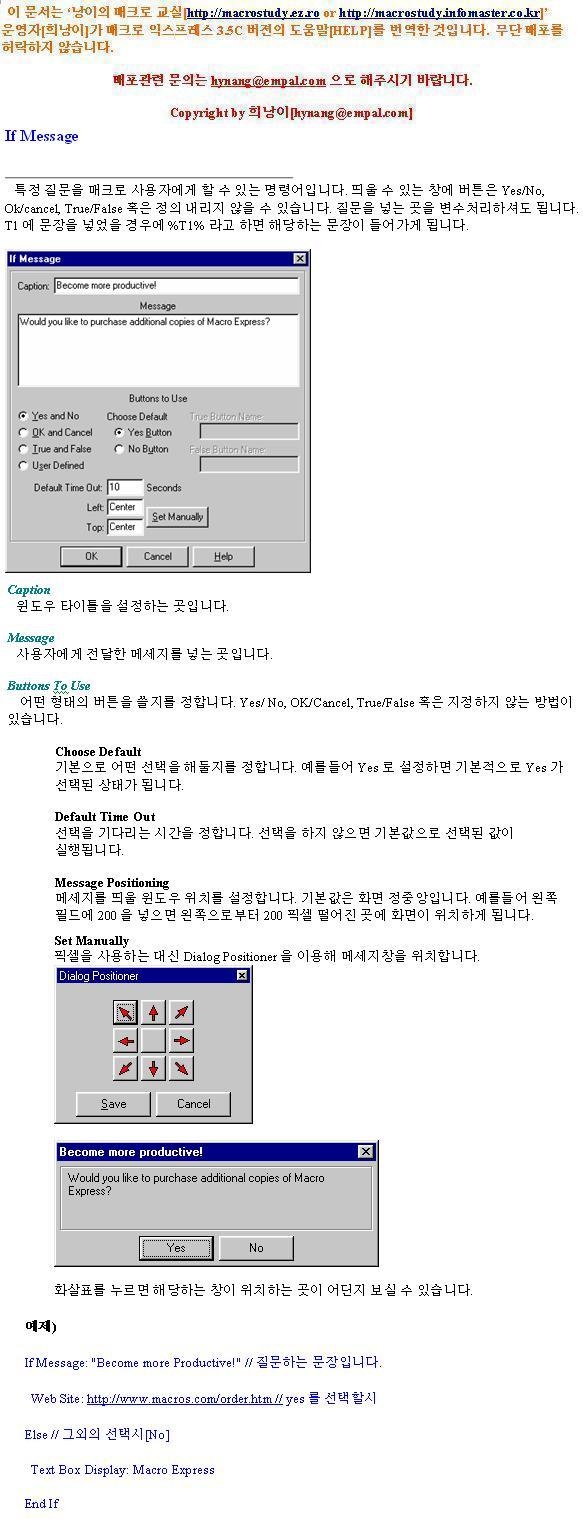 이 문서는 ‘낭이의 매크로 교실[http://macrostudy.ez.ro or http://macrostudy.infomaster.co.kr]’
운영자[희낭이]가 매크로 익스프레스 3.5C 버젼의 도움말[HELP]를 번역한 것입니다. 무단 배포를
허락하지 않습니다.
배포관련 문의는 hynang@empal.com 으로 해주시기 바랍니다.
Copyright by 희낭이[hynang@empal.com]
If Message
특정 질문을 매크로 사용자에게 할 수 있는 명령어입니다. 띄울 수 있는 창에 버튼은 Yes/No,
Ok/cancel, True/False 혹은 정의 내리지 않을 수 있습니다. 질문을 넣는 곳을 변수처리하셔도 됩니다.
T1 에 문장을 넣었을 경우에 %T1% 라고 하면 해당하는 문장이 들어가게 됩니다.
If Message
Caption: Become more productive!
Message
Would you like to purchase additional copies of Macro Express?
Buttons to Use
Yes and No Choose Default True Button Name:
OK and Cancel Yes Button
True and False No Button False Button Name:
User Defined
Default Time Out: 10 Seconds
Left: Center
Set Manually
Top: Center
OK Cancel Help
Caption
윈도우 타이틀을 설정하는 곳입니다.
Message
사용자에게 전달한 메세지를 넣는 곳입니다.
Buttons To Use
어떤 형태의 버튼을 쓸지를 정합니다. Yes/ No, OK/Cancel, True/False 혹은 지정하지 않는 방법이
있습니다.
Choose Default
기본으로 어떤 선택을 해둘지를 정합니다. 예를들어 Yes 로 설정하면 기본적으로 Yes 가
선택된 상태가 됩니다.
Default Time Out
선택을 기다리는 시간을 정합니다. 선택을 하지 않으면 기본값으로 선택된 값이
실행됩니다.
Message Positioning
메세지를 띄울 윈도우 위치를 설정합니다. 기본값은 화면 정중앙입니다. 예를들어 왼쪽
필드에 200 을 넣으면 왼쪽으로부터 200 픽셀 떨어진 곳에 화면이 위치하게 됩니다.
Set Manually
픽셀을 사용하는 대신 Dialog Positioner 을 이용해 메세지창을 위치합니다.
Dialog Positioner
Save Cancel
Become more productive!
Would you like to purchase additional copies of Macro
Express?
Yes No
화살표를 누르면 해당하는 창이 위치하는 곳이 어딘지 보실 수 있습니다.
예제)
If Message: "Become more Productive!" // 질문하는 문장입니다.
Web Site: http://www.macros.com/order.htm // yes 를 선택할시
Else // 그외의 선택시[No]
Text Box Display: Macro Express
End If